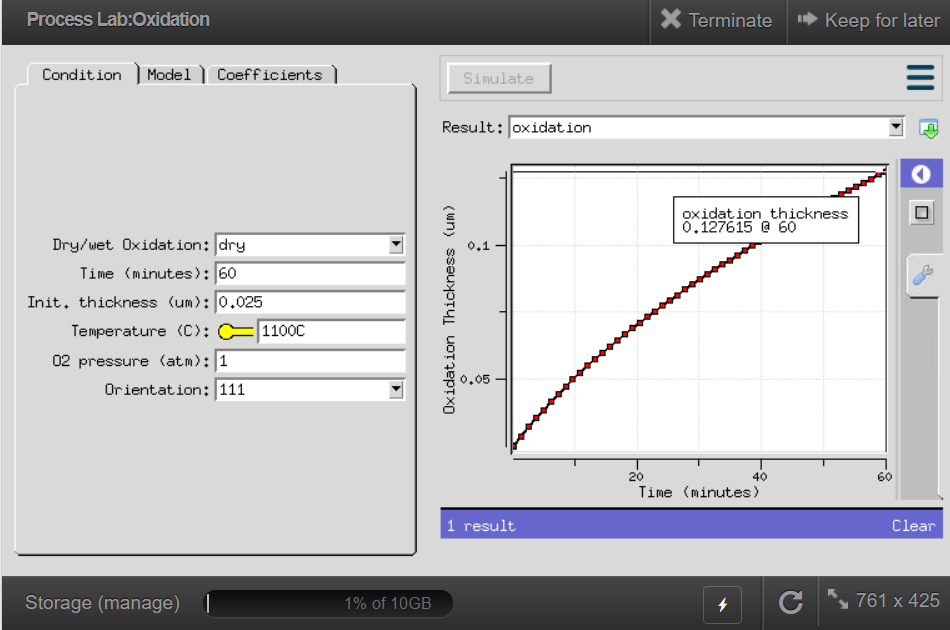 Process Lab:Oxidation
Terminate
Keep for later
Condition
Model
Coefficients
Simulate
Result: oxidation
Dry/wet Oxidation: dry
Time (minutes): 60
Init. thickness (um): 0.025
Temperature (C): 1100C
O2 pressure (atm): 1
Orientation: 111
Oxidation Thickness (um)
0.1
0.05
oxidation thickness
0.127615 @ 60
20
40
60
Time (minutes)
1 result
Clear
Storage (manage)
1% of 10GB
761 x 425